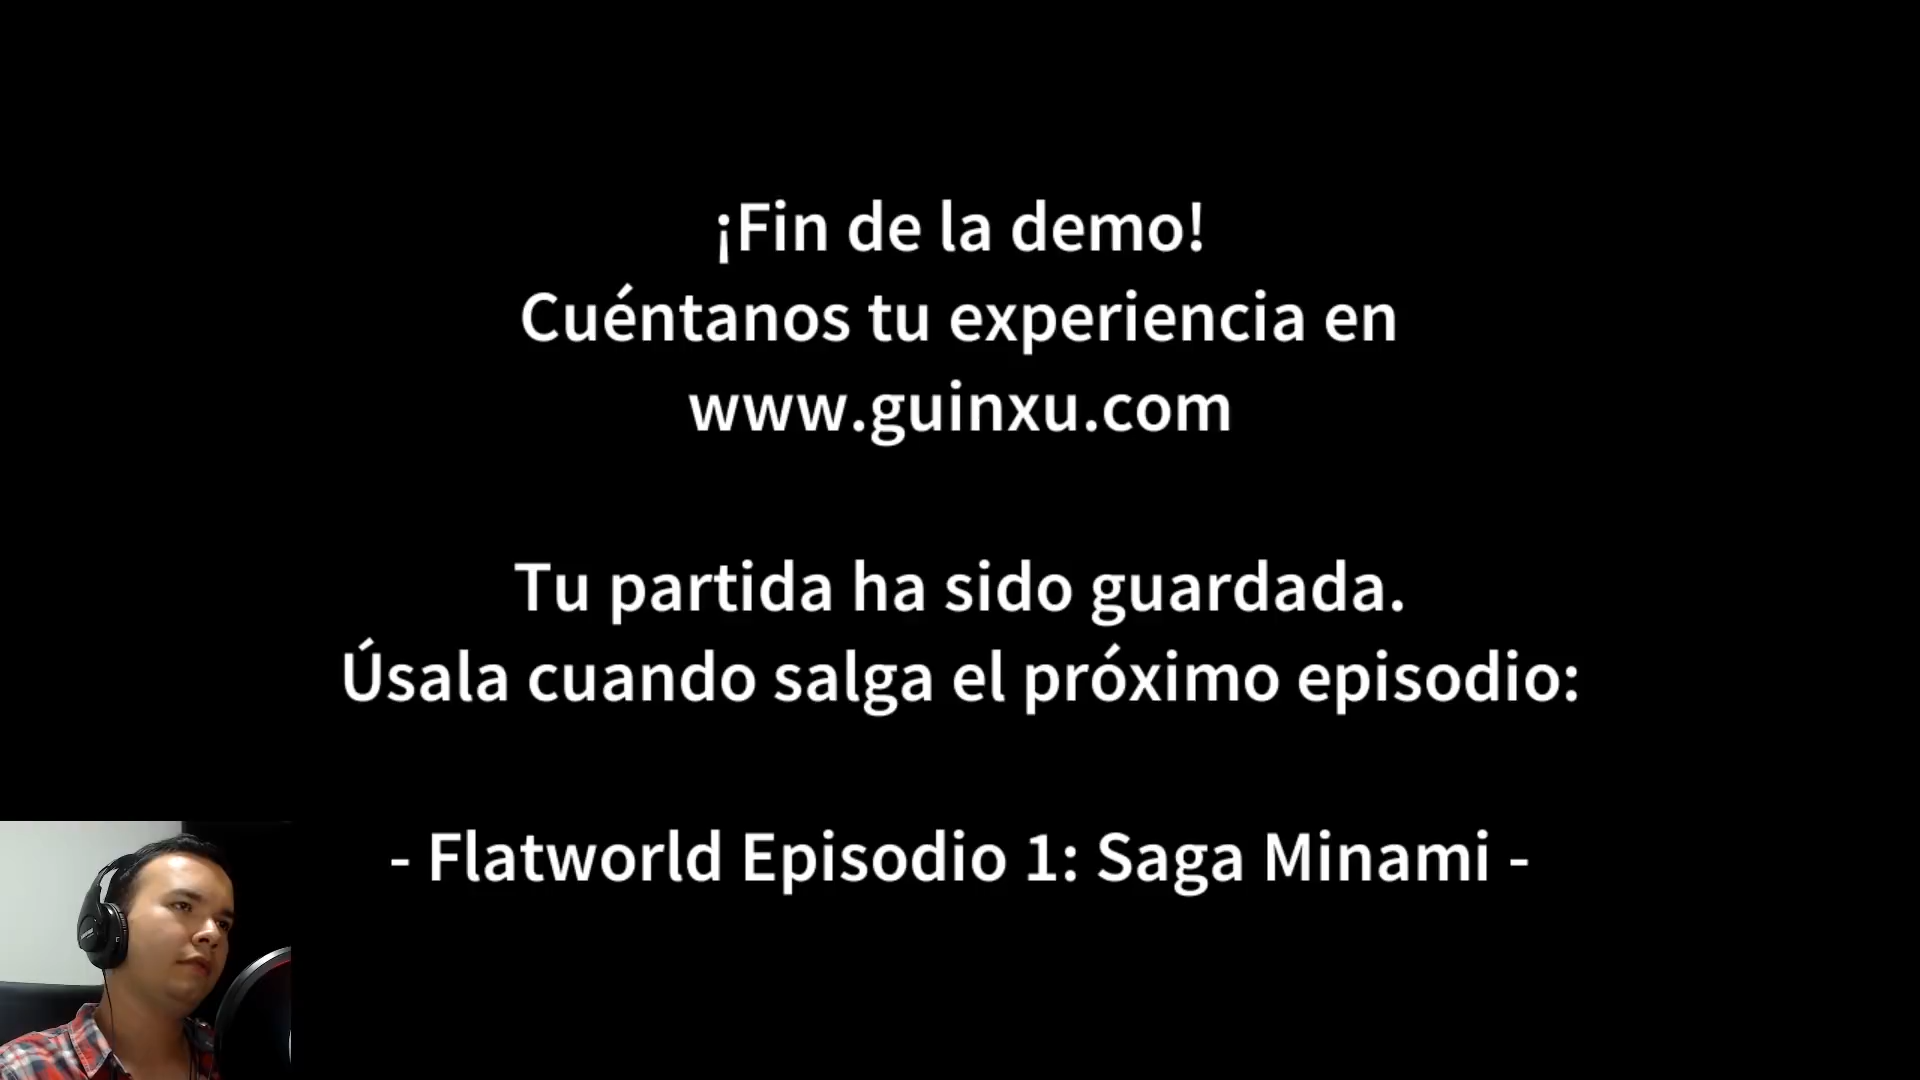 ¡Fin de la demo!
Cuéntanos tu experiencia en
www.guinxu.com
Tu partida ha sido guardada.
Úsala cuando salga el próximo episodio:
- Flatworld Episodio 1: Saga Minami -